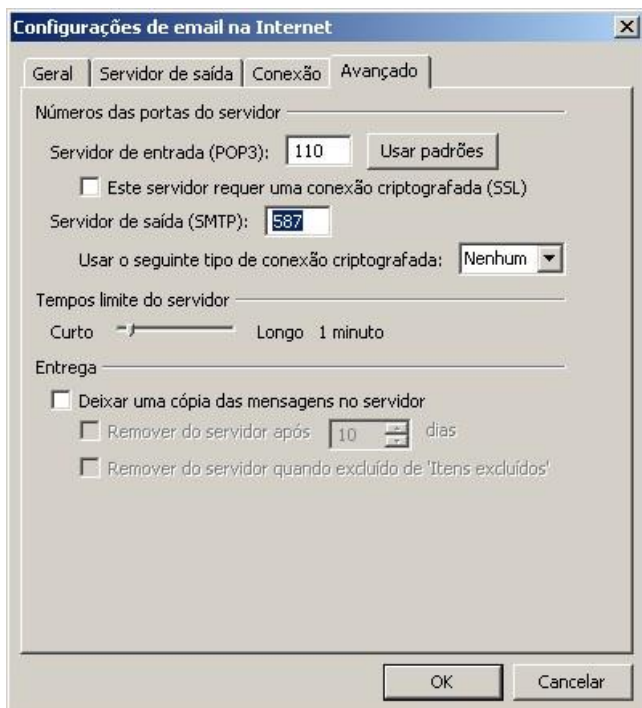 Configurações de email na Internet
Geral Servidor de saída Conexão Avançado
Números das portas do servidor
Servidor de entrada (POP3): 110 Usar padrões
Este servidor requer uma conexão criptografada (SSL)
Servidor de saída (SMTP): 587
Usar o seguinte tipo de conexão criptografada: Nenhum
Tempos limite do servidor
Curto Longo 1 minuto
Entrega
Deixar uma cópia das mensagens no servidor
Remover do servidor após 10 dias
Remover do servidor quando excluído de 'Itens excluídos'
OK Cancelar